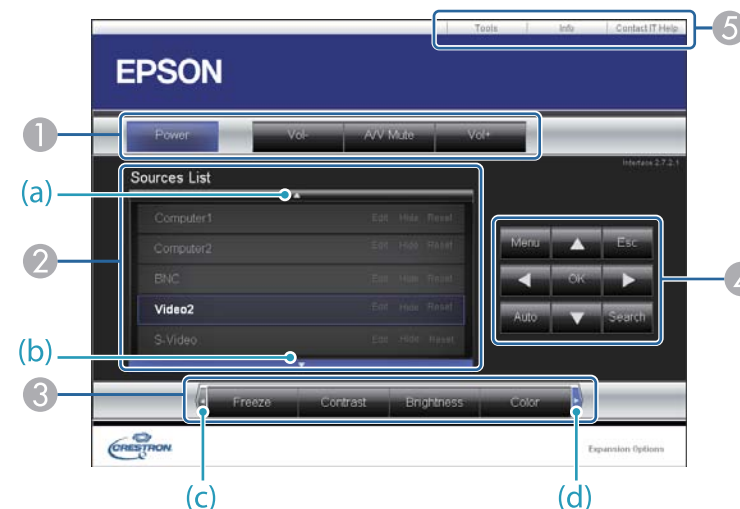 Tools Info Contact IT Help 5
EPSON
1 Power Vol- A/V Mute Vol+
Interface 2.7.2.1
Sources List
(a)
Computer1 Edit Hide Reset
Computer2 Edit Hide Reset
2 BNC Edit Hide Reset
Video2 Edit Hide Reset
S-Video Edit Hide Reset
(b)
Menu Esc
OK 4
Auto Search
3 Freeze Contrast Brightness Color
CRESTRON Expansion Options
(c) (d)